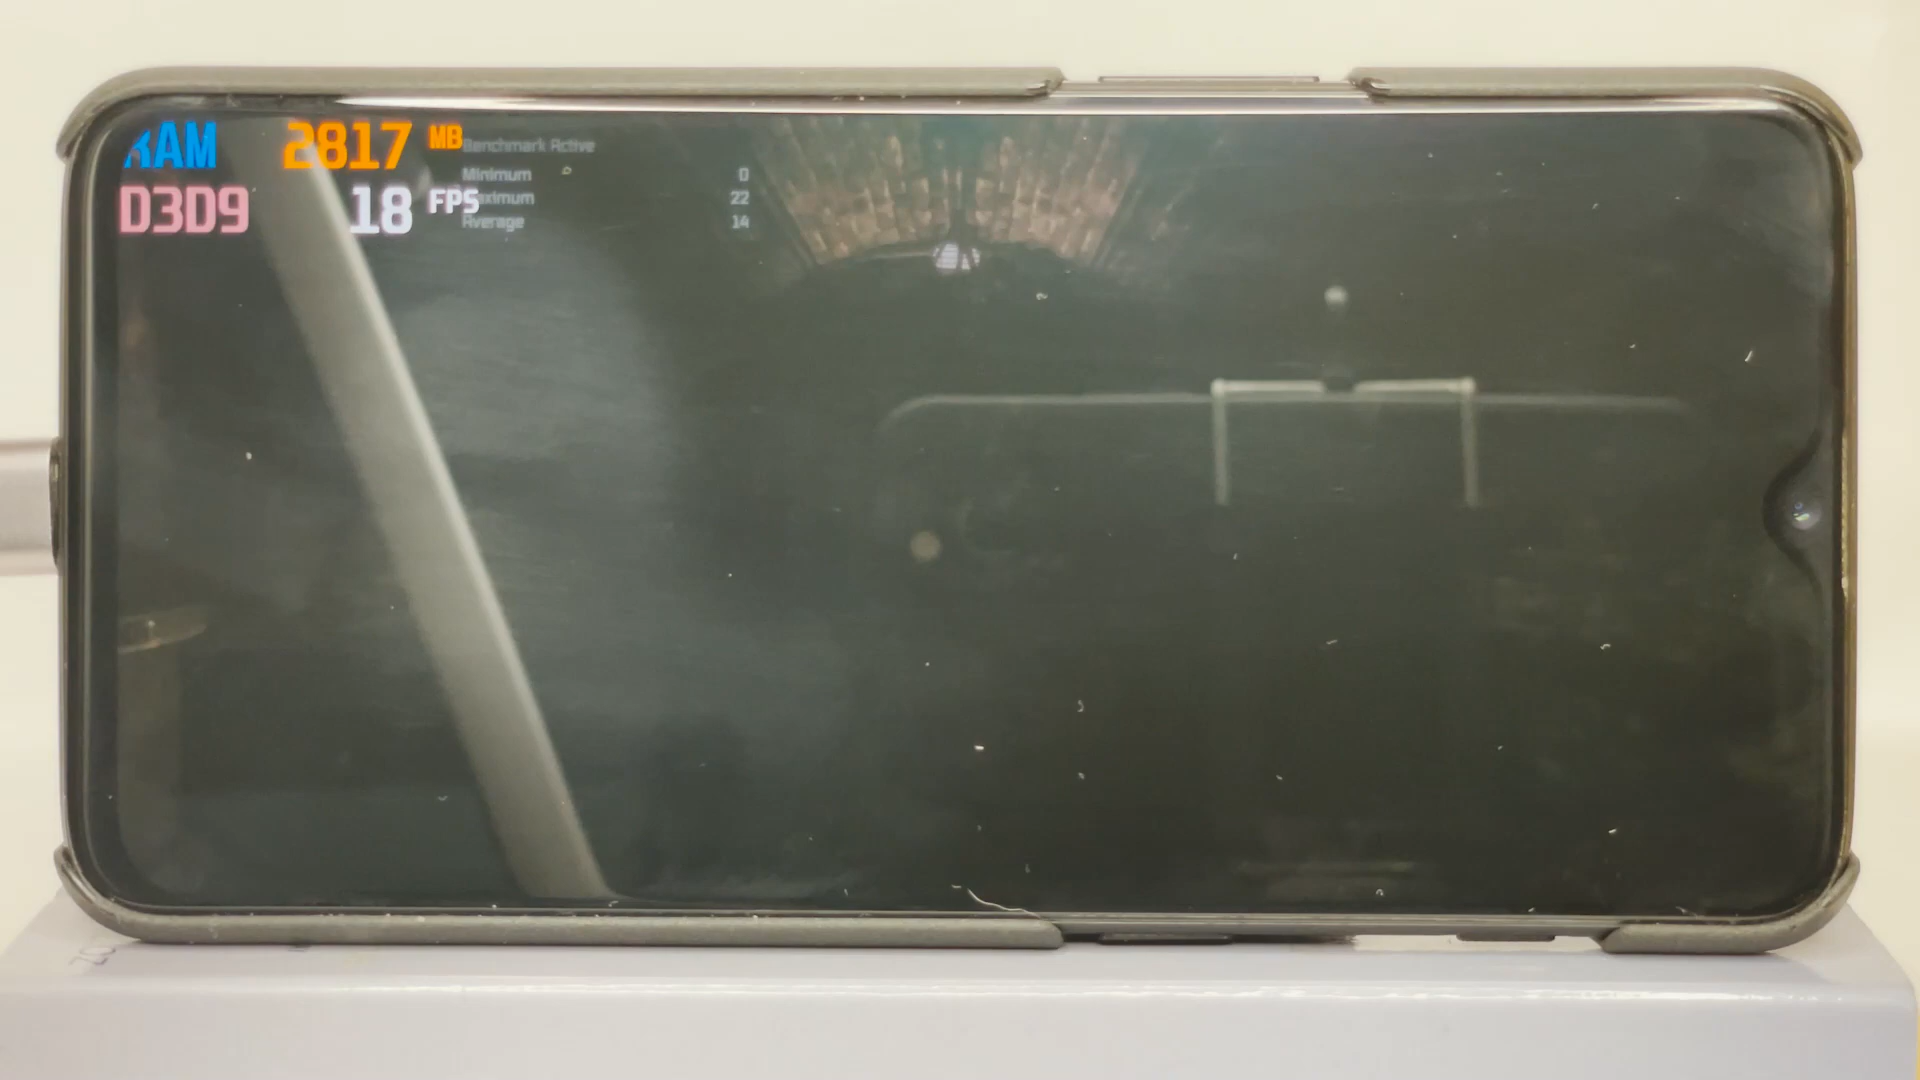 RAM 2817 MB
Benchmark Active
Minimum 0
D3D9 18 FPS
Maximum 22
Average 14